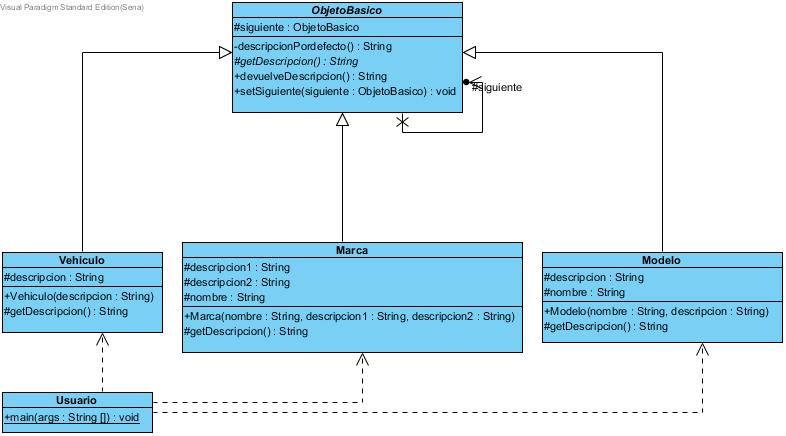 Visual Paradigm Standard Edition(Sena)
ObjetoBasico
#siguiente : ObjetoBasico
-descripcionPordefecto() : String
#getDescripcion() : String
+devuelveDescripcion() : String
+setSiguiente(siguiente : ObjetoBasico) : void
#siguiente
Vehiculo
#descripcion : String
+Vehiculo(descripcion : String)
#getDescripcion() : String
Marca
#descripcion1 : String
#descripcion2 : String
#nombre : String
+Marca(nombre : String, descripcion1 : String, descripcion2 : String)
#getDescripcion() : String
Modelo
#descripcion : String
#nombre : String
+Modelo(nombre : String, descripcion : String)
#getDescripcion() : String
Usuario
+main(args : String []) : void